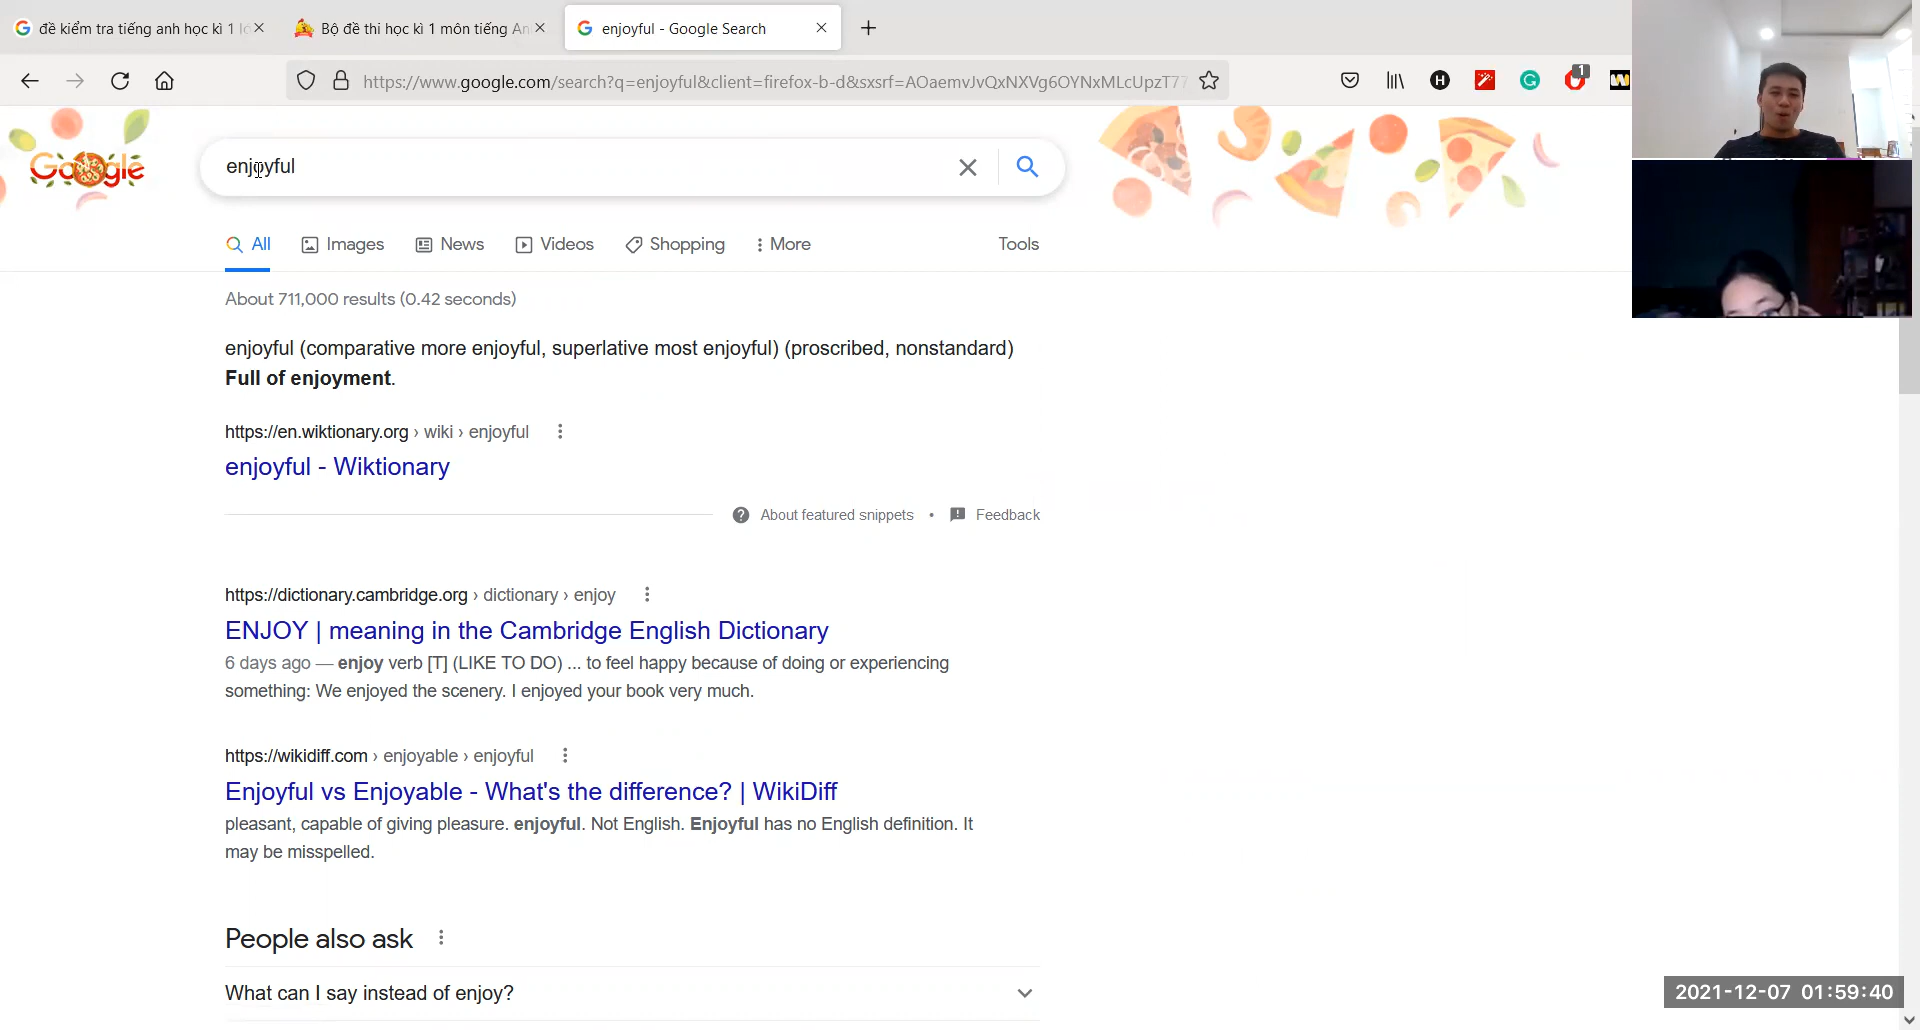 đề kiểm tra tiếng anh học kì 1 lớ
Bộ đề thi học kì 1 môn tiếng An
enjoyful - Google Search
https://www.google.com/search?q=enjoyful&client=firefox-b-d&sxsrf=AOaemvJvQxNXVg6OYNxMLcUpzT77
1
Google
enjoyful
All
Images
News
Videos
Shopping
More
Tools
About 711,000 results (0.42 seconds)
enjoyful (comparative more enjoyful, superlative most enjoyful) (proscribed, nonstandard)
Full of enjoyment.
https://en.wiktionary.org › wiki › enjoyful
enjoyful - Wiktionary
About featured snippets • Feedback
https://dictionary.cambridge.org › dictionary › enjoy
ENJOY | meaning in the Cambridge English Dictionary
6 days ago — enjoy verb [T] (LIKE TO DO) ... to feel happy because of doing or experiencing
something: We enjoyed the scenery. I enjoyed your book very much.
https://wikidiff.com › enjoyable › enjoyful
Enjoyful vs Enjoyable - What's the difference? | WikiDiff
pleasant, capable of giving pleasure. enjoyful. Not English. Enjoyful has no English definition. It
may be misspelled.
People also ask
What can I say instead of enjoy?
2021-12-07 01:59:40